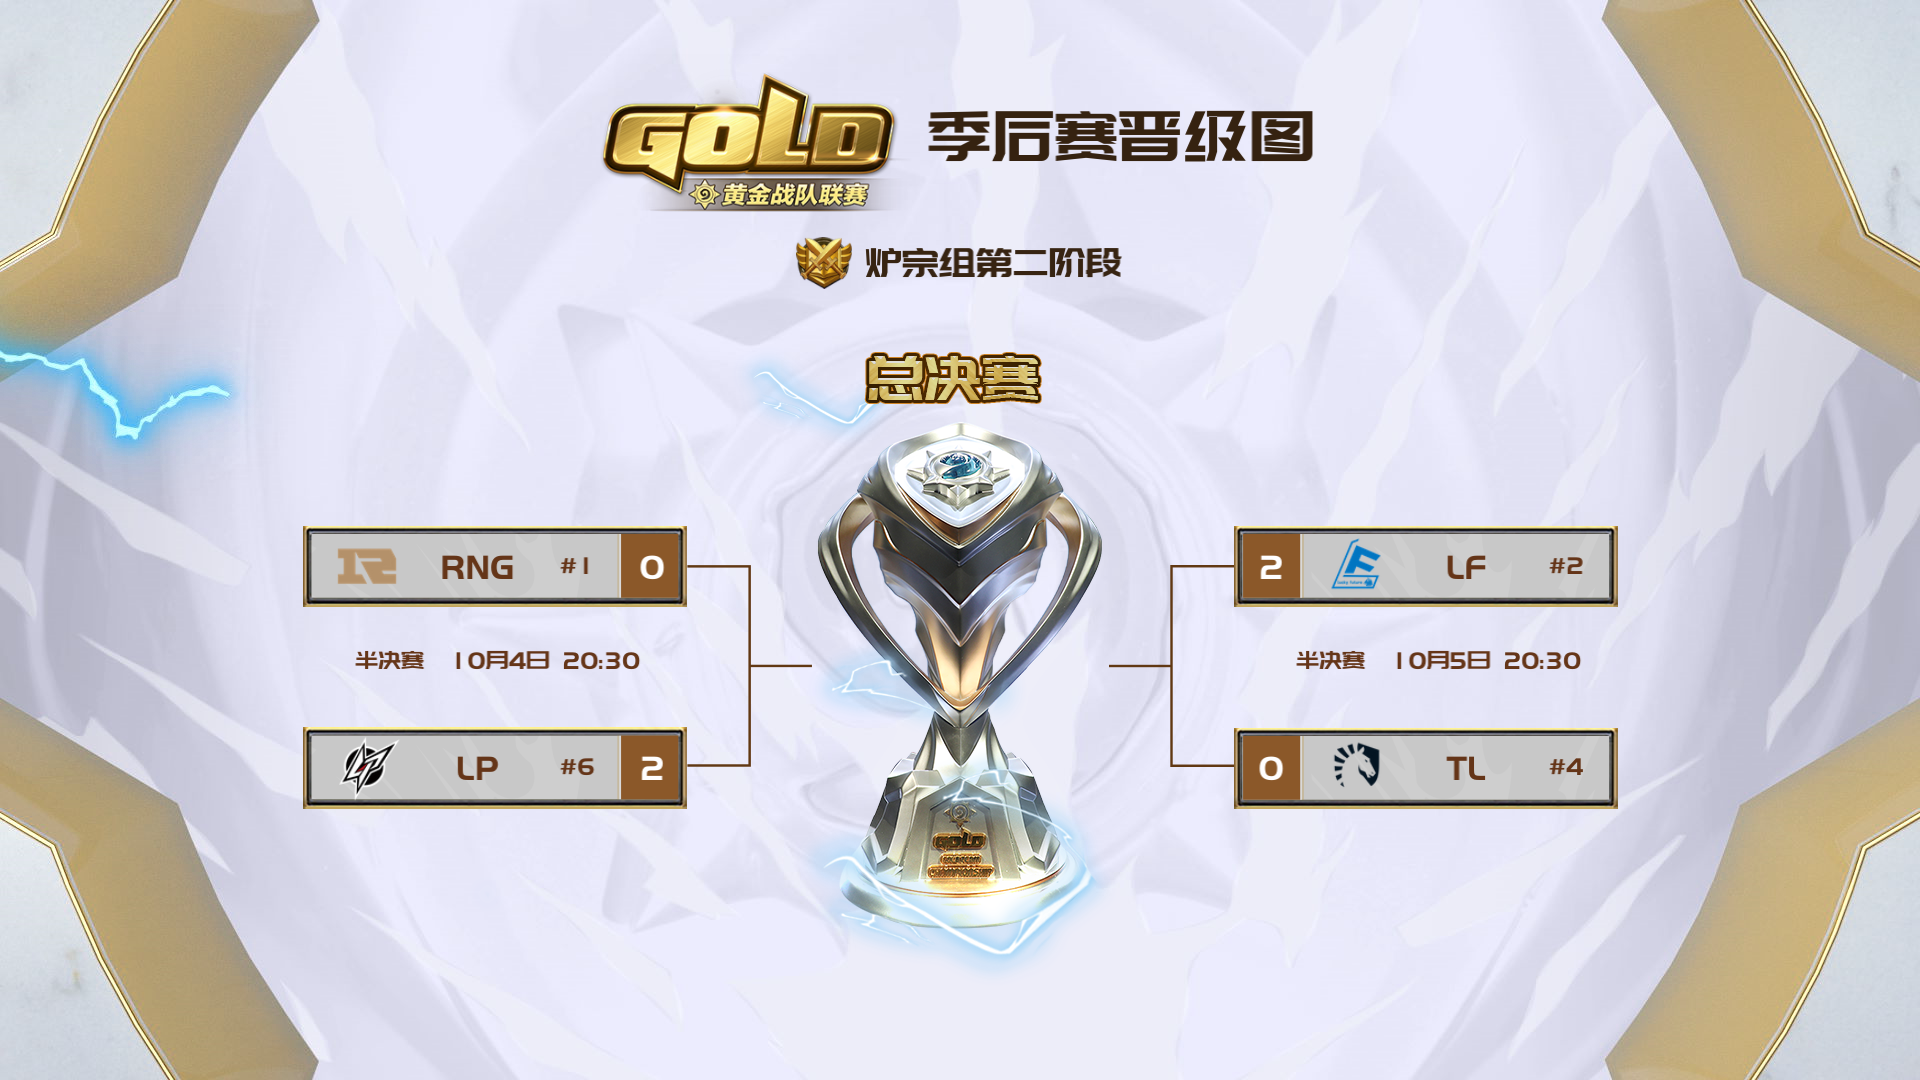 GOLD
黄金战队联赛
季后赛晋级图
炉宗组第二阶段
总决赛
RNG #1 0
半决赛 10月4日 20:30
LP #6 2
2 LF #2
半决赛 10月5日 20:30
0 TL #4
GOLD
CHAMPIONSHIP